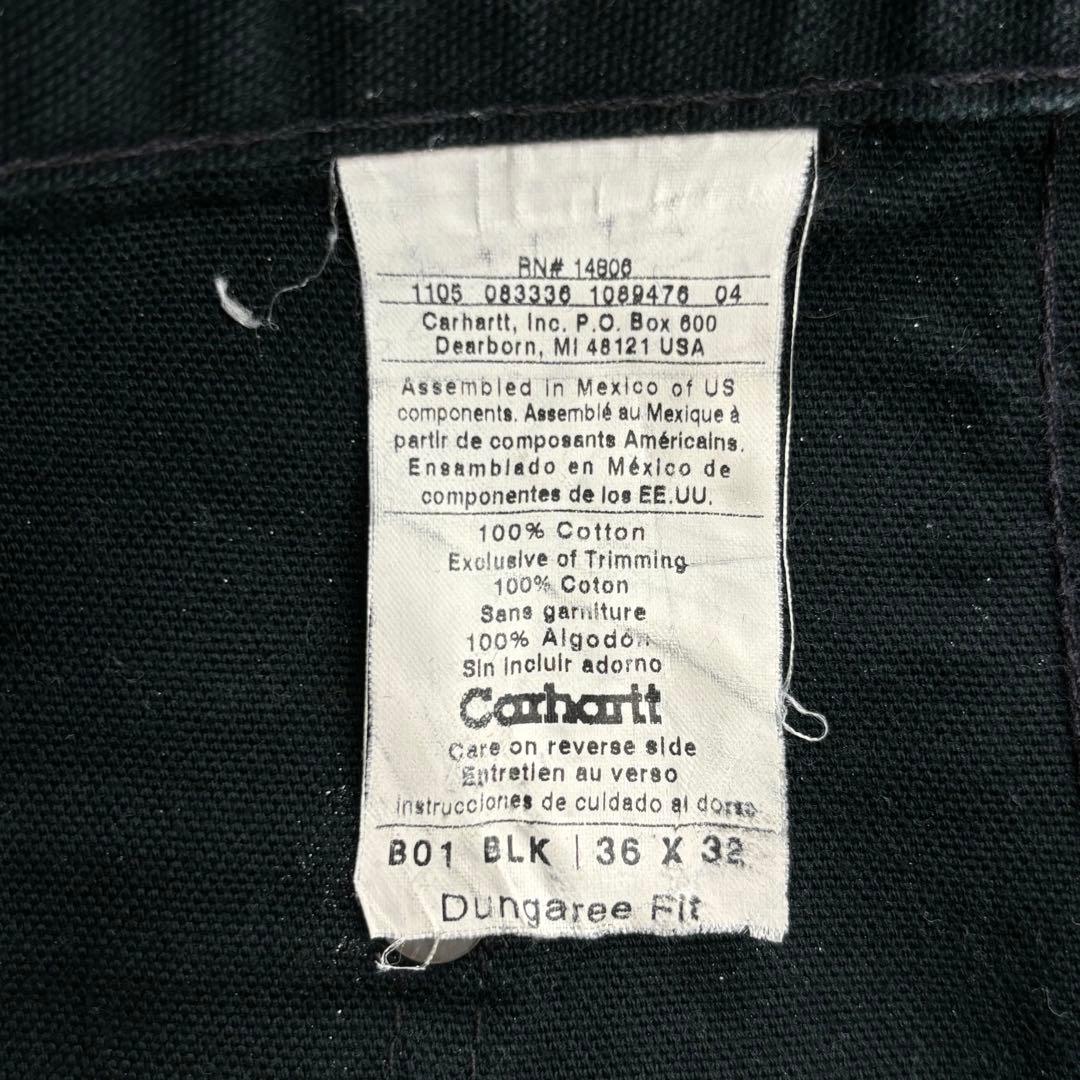 RN# 14806
1105 083336 1089476 04
Carhartt, Inc. P.O. Box 600
Dearborn, MI 48121 USA
Assembled in Mexico of US
components. Assemblé au Mexique à
partir de composants Américains.
Ensamblado en México de
componentes de los EE.UU.
100% Cotton
Exclusive of Trimming
100% Coton
Sans garniture
100% Algodón
Sin incluir adorno
Carhartt
Care on reverse side
Entretien au verso
instrucciones de cuidado al dorso
B01 BLK | 36 X 32
Dungaree Fit